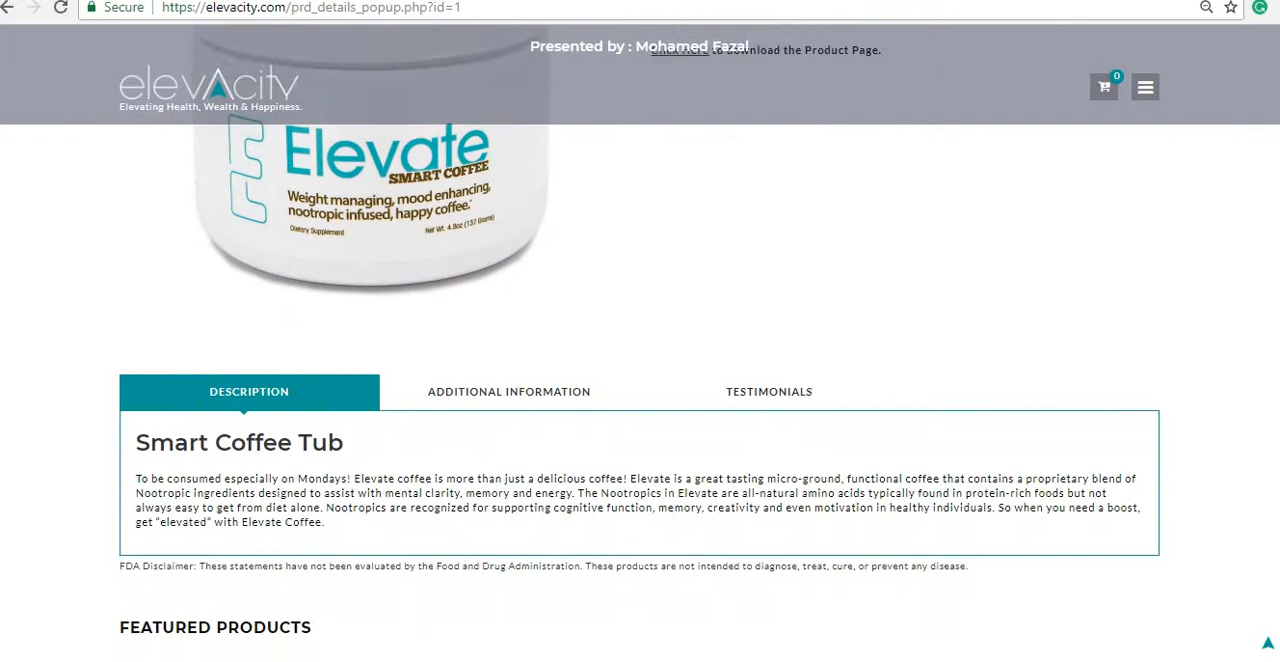 Secure https://elevacity.com/prd_details_popup.php?id=1
Presented by : Mohamed Fazal
Click Here to download the Product Page.
elevacity
Elevating Health, Wealth & Happiness.
0
Elevate
SMART COFFEE
Weight managing, mood enhancing,
nootropic infused, happy coffee.*
Dietary Supplement Net Wt. 4.8oz (137 Grams)
DESCRIPTION ADDITIONAL INFORMATION TESTIMONIALS
Smart Coffee Tub
To be consumed especially on Mondays! Elevate coffee is more than just a delicious coffee! Elevate is a great tasting micro-ground, functional coffee that contains a proprietary blend of
Nootropic ingredients designed to assist with mental clarity, memory and energy. The Nootropics in Elevate are all-natural amino acids typically found in protein-rich foods but not
always easy to get from diet alone. Nootropics are recognized for supporting cognitive function, memory, creativity and even motivation in healthy individuals. So when you need a boost,
get “elevated” with Elevate Coffee.
FDA Disclaimer: These statements have not been evaluated by the Food and Drug Administration. These products are not intended to diagnose, treat, cure, or prevent any disease.
FEATURED PRODUCTS